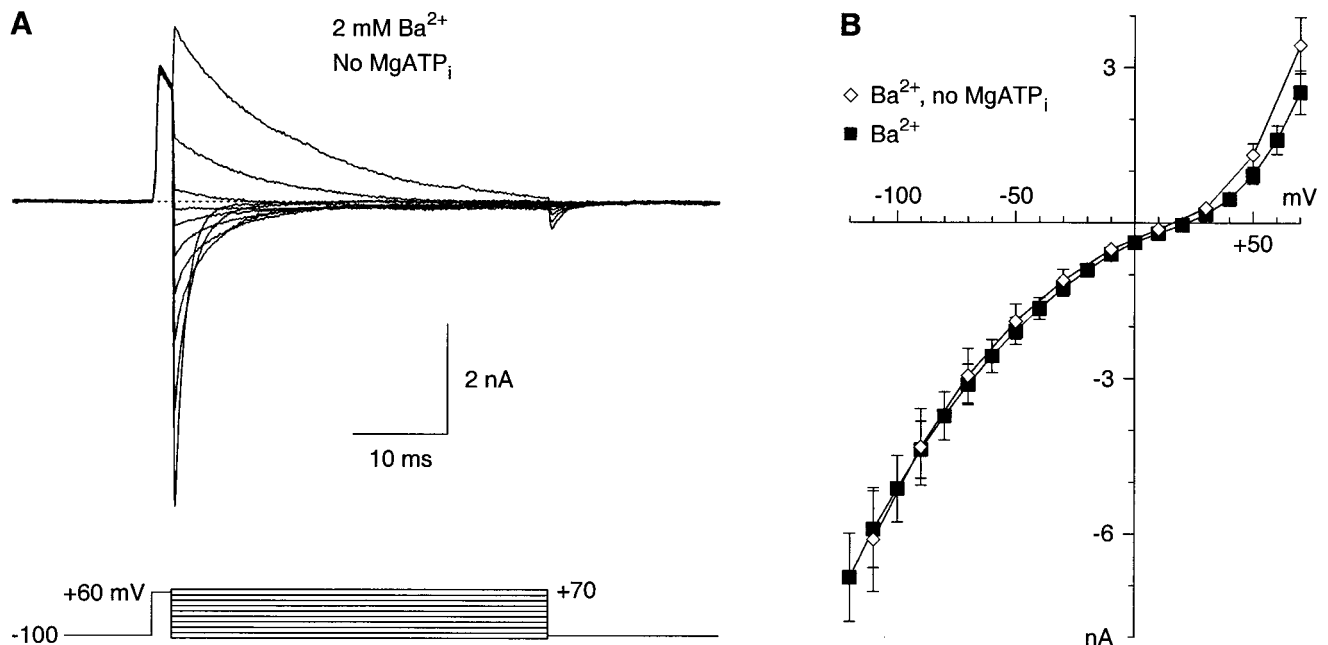 A
2 mM Ba²⁺
No MgATPᵢ
2 nA
10 ms
+60 mV
+70
-100
B
3
Ba²⁺, no MgATPᵢ
Ba²⁺
-100
-50
mV
+50
-3
-6
nA